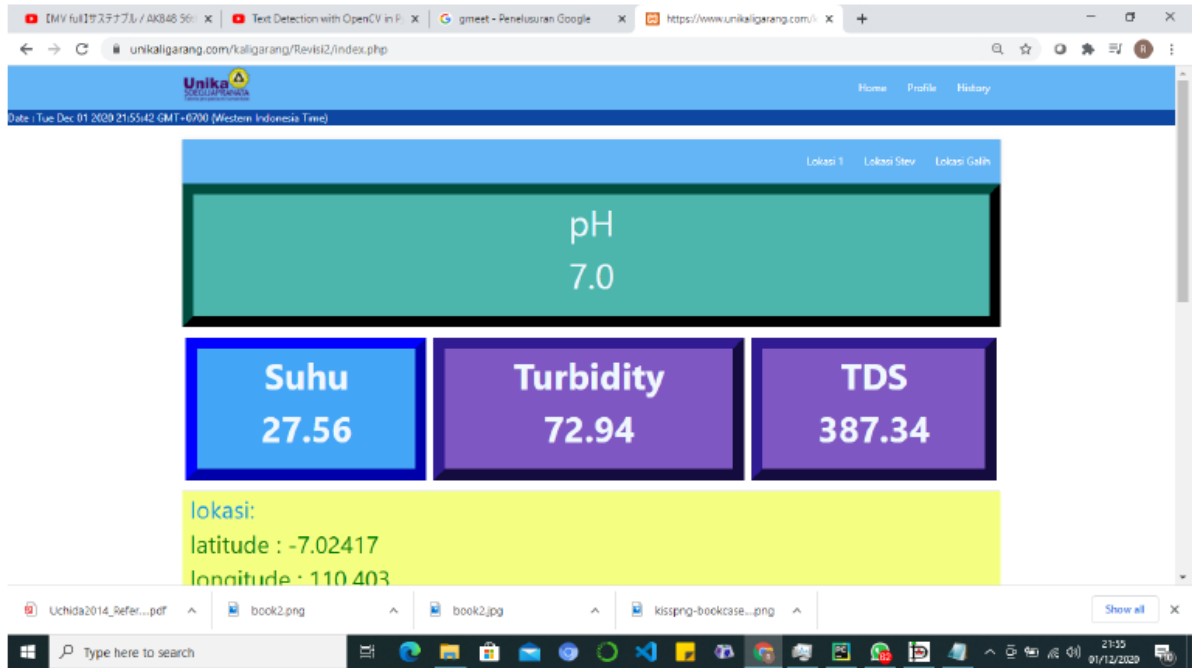 [MV full]サステナブル / AKB48 56t
Text Detection with OpenCV in P
gmeet - Penelusuran Google
https://www.unikaligarang.com/
unikaligarang.com/kaligarang/Revisi2/index.php
Unika
Home Profile History
Date : Tue Dec 01 2020 21:55:42 GMT+0700 (Western Indonesia Time)
Lokasi 1 Lokasi Stev Lokasi Galih
pH
7.0
Suhu Turbidity TDS
27.56 72.94 387.34
lokasi:
latitude : -7.02417
longitude : 110.403
Uchida2014_Refer....pdf book2.png book2.jpg kisspng-bookcase....png Show all
Type here to search
21:55
01/12/2020